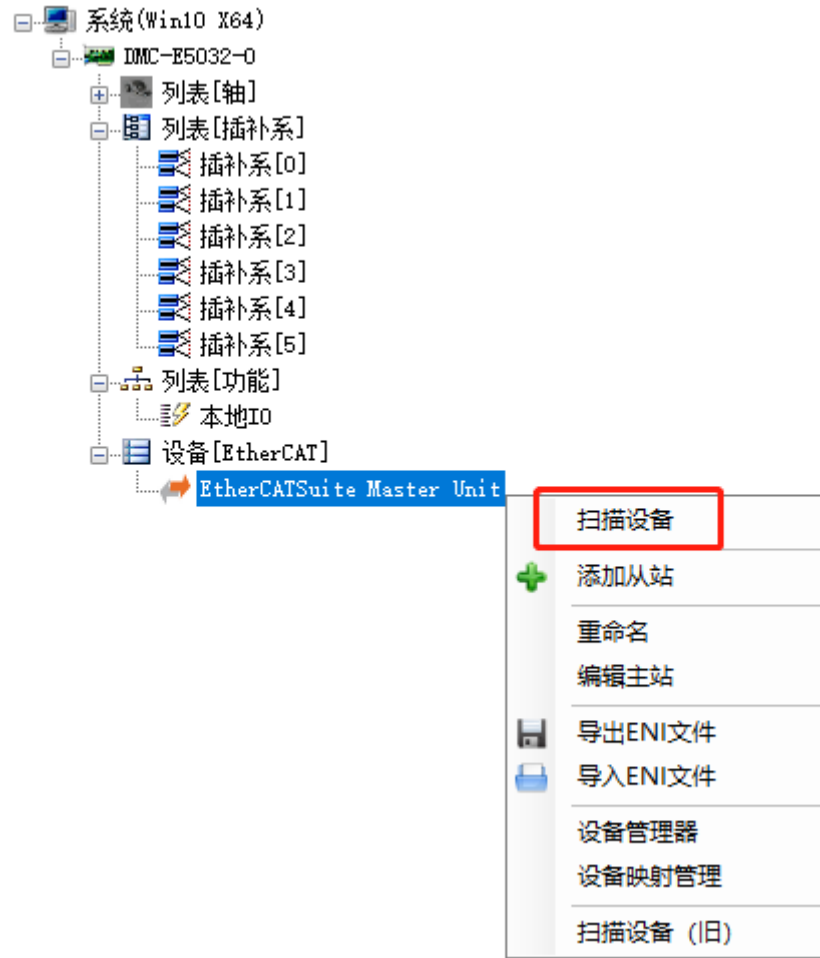 系统(Win10 X64)
DMC-E5032-0
列表[轴]
列表[插补系]
插补系[0]
插补系[1]
插补系[2]
插补系[3]
插补系[4]
插补系[5]
列表[功能]
本地IO
设备[EtherCAT]
EtherCATSuite Master Unit
扫描设备
添加从站
重命名
编辑主站
导出ENI文件
导入ENI文件
设备管理器
设备映射管理
扫描设备 (旧)